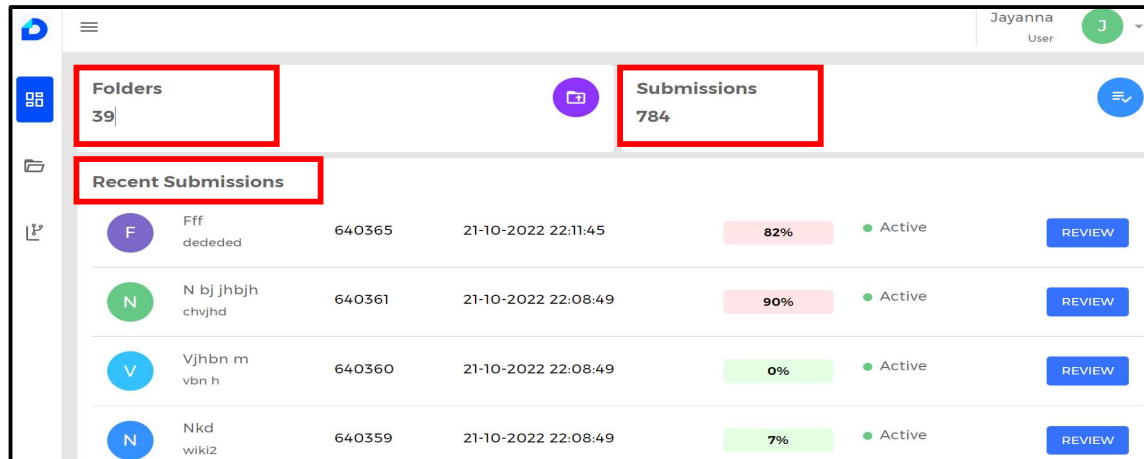 Jayanna
User
J
Folders
39
Submissions
784
Recent Submissions
F
Fff
dededed
640365
21-10-2022 22:11:45
82%
Active
REVIEW
N
N bj jhbjh
chvjhd
640361
21-10-2022 22:08:49
90%
Active
REVIEW
V
Vjhbn m
vbn h
640360
21-10-2022 22:08:49
0%
Active
REVIEW
N
Nkd
wiki2
640359
21-10-2022 22:08:49
7%
Active
REVIEW